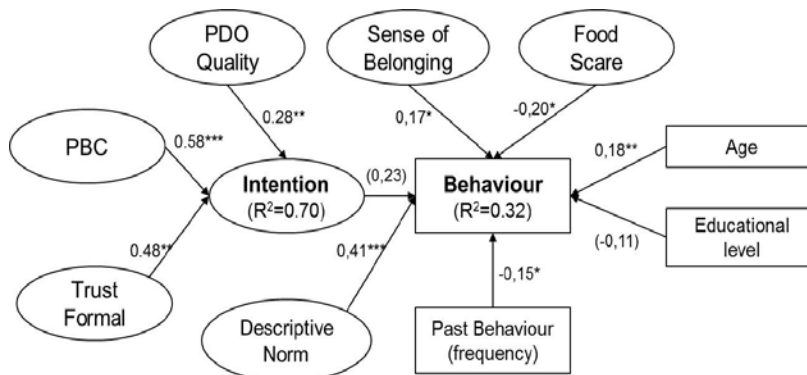 PDO
Quality
Sense of
Belonging
Food
Scare
0.28**
0,17*
-0,20*
PBC
0.58***
Intention
(R²=0.70)
(0,23)
Behaviour
(R²=0.32)
0,18**
Age
0.48**
0,41***
(-0,11)
Educational
level
Trust
Formal
-0,15*
Descriptive
Norm
Past Behaviour
(frequency)